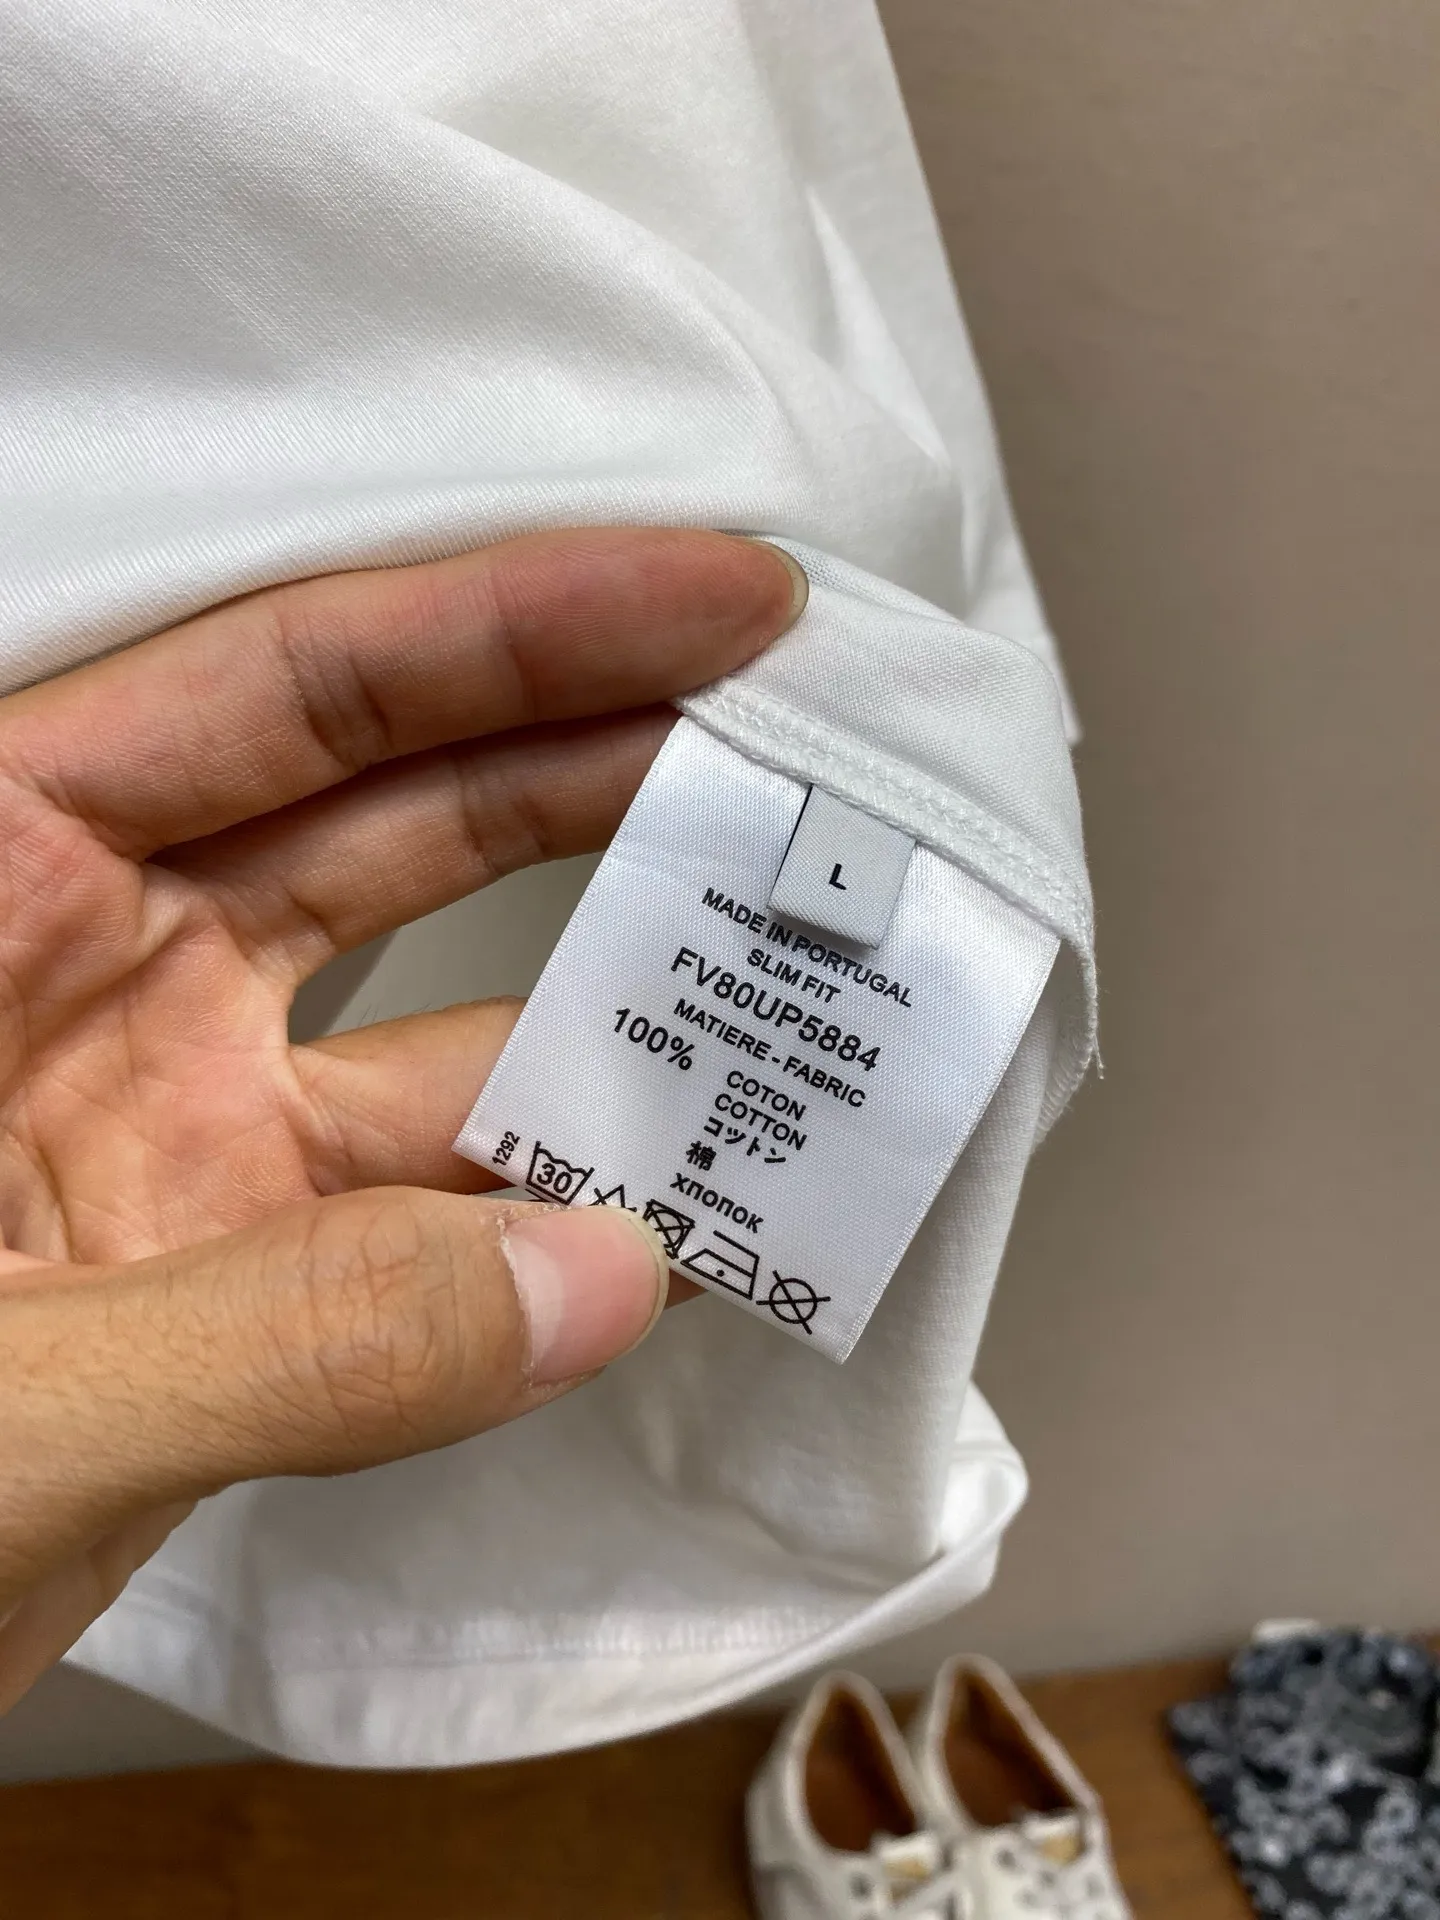 L
MADE IN PORTUGAL
SLIM FIT
FV80UP5884
MATIERE - FABRIC
100%
COTON
COTTON
コットン
棉
хлопок
1292
30